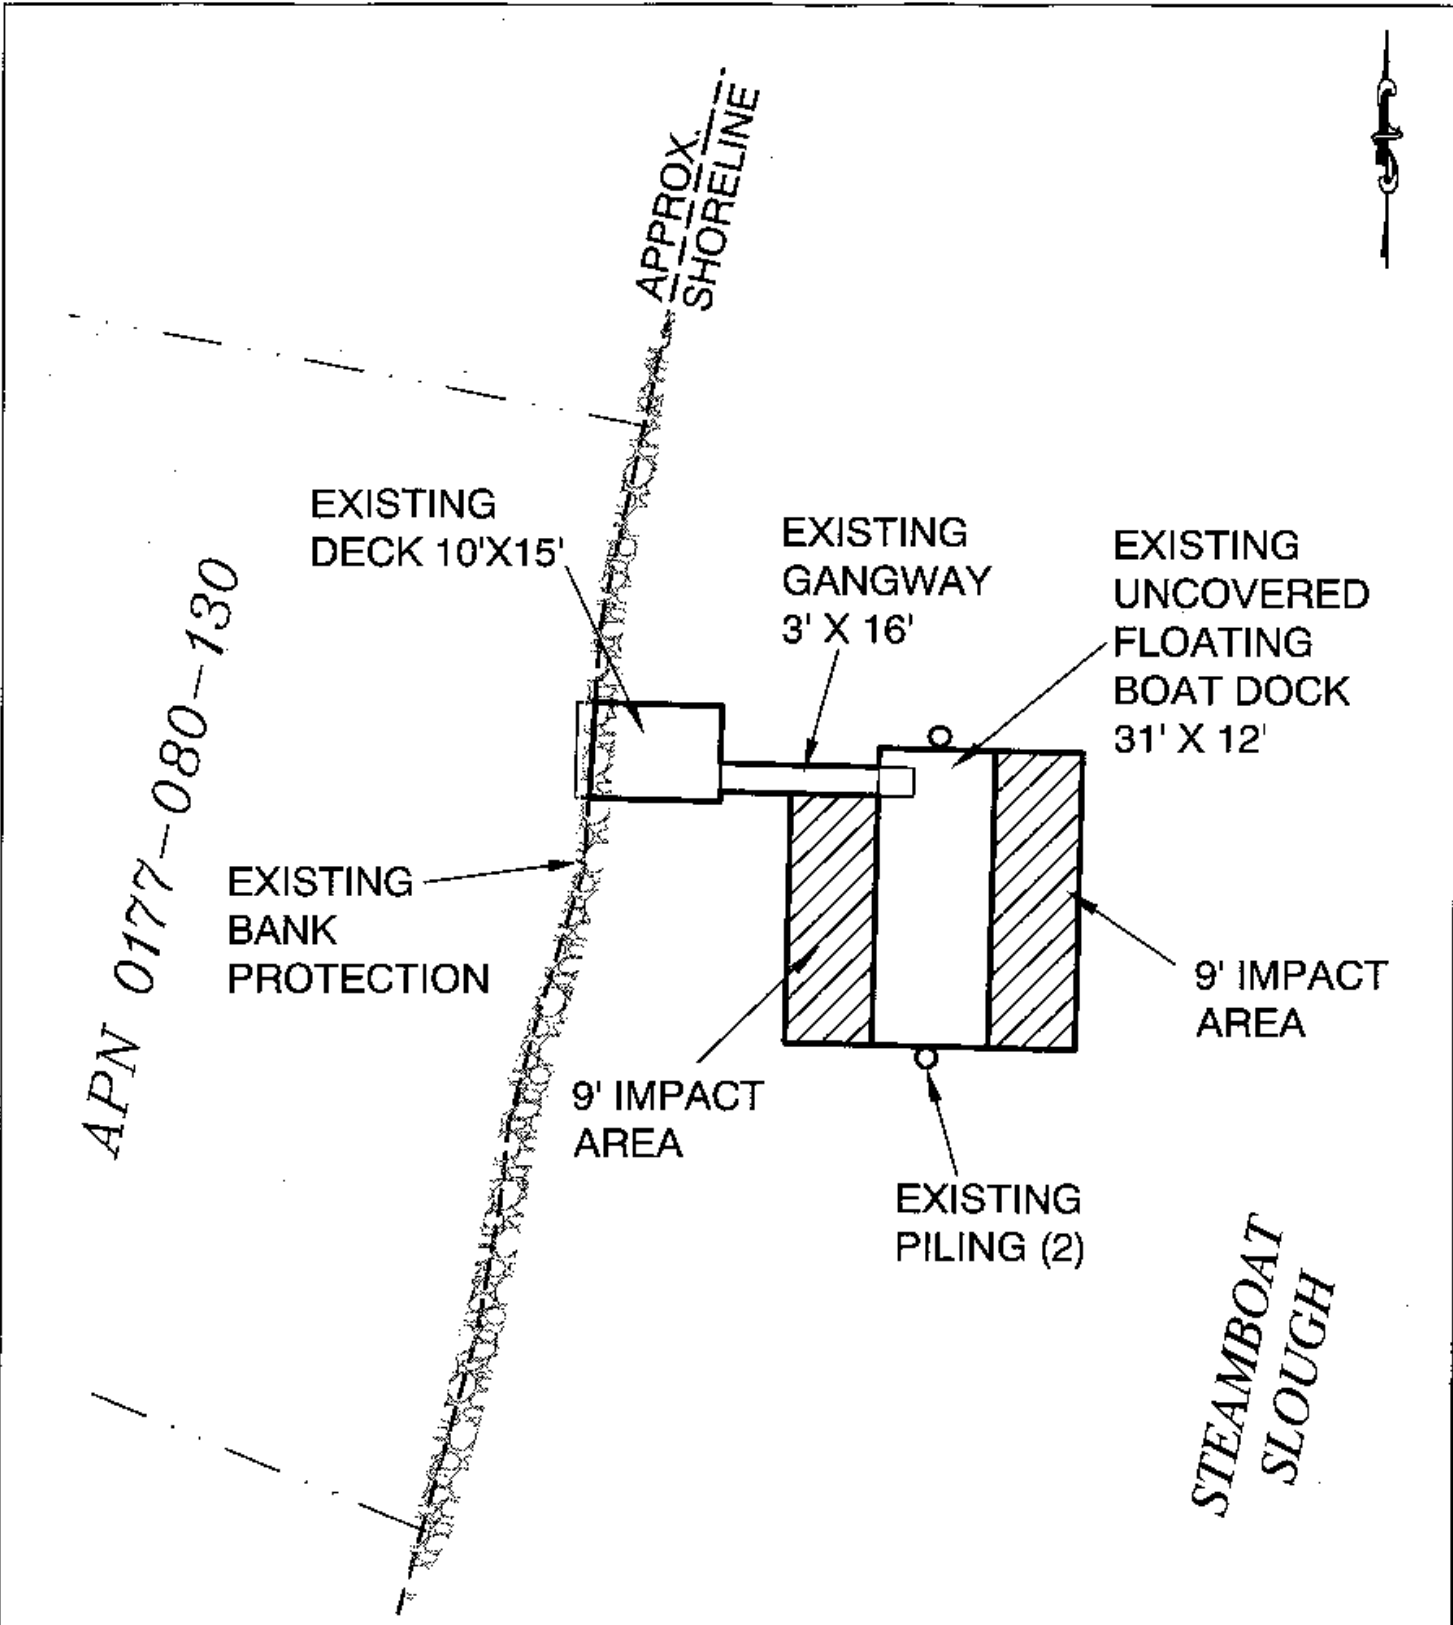 APPROX.
SHORELINE
EXISTING
DECK 10'X15'
EXISTING
GANGWAY
3' X 16'
EXISTING
UNCOVERED
FLOATING
BOAT DOCK
31' X 12'
APN 0177-080-130
EXISTING
BANK
PROTECTION
9' IMPACT
AREA
9' IMPACT
AREA
EXISTING
PILING (2)
STEAMBOAT
SLOUGH